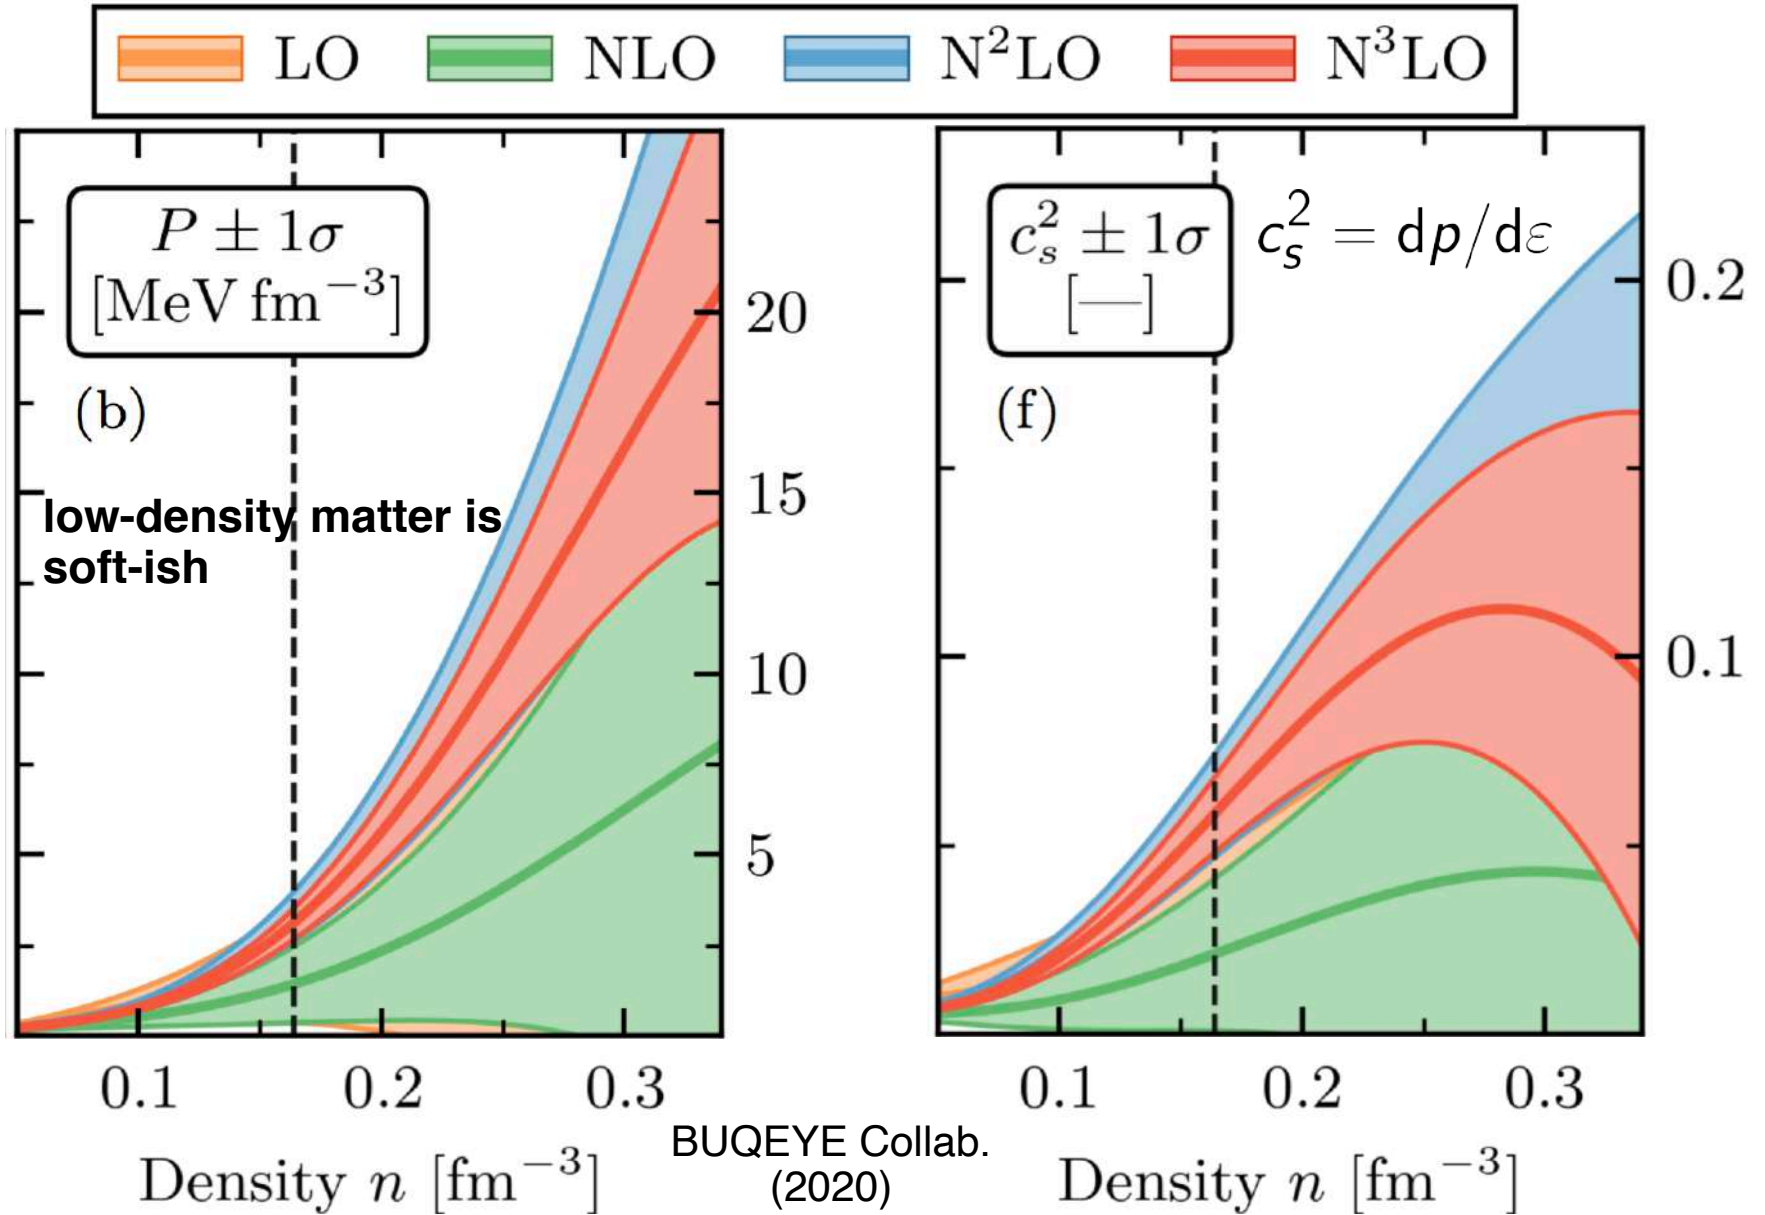 LO NLO N²LO N³LO
P ± 1σ
[MeV fm⁻³]
(b)
low-density matter is
soft-ish
20
15
10
5
0.1 0.2 0.3
Density n [fm⁻³]
c_s² ± 1σ
[—]
c_s² = dp/dε
(f)
0.2
0.1
0.1 0.2 0.3
Density n [fm⁻³]
BUQEYE Collab.
(2020)